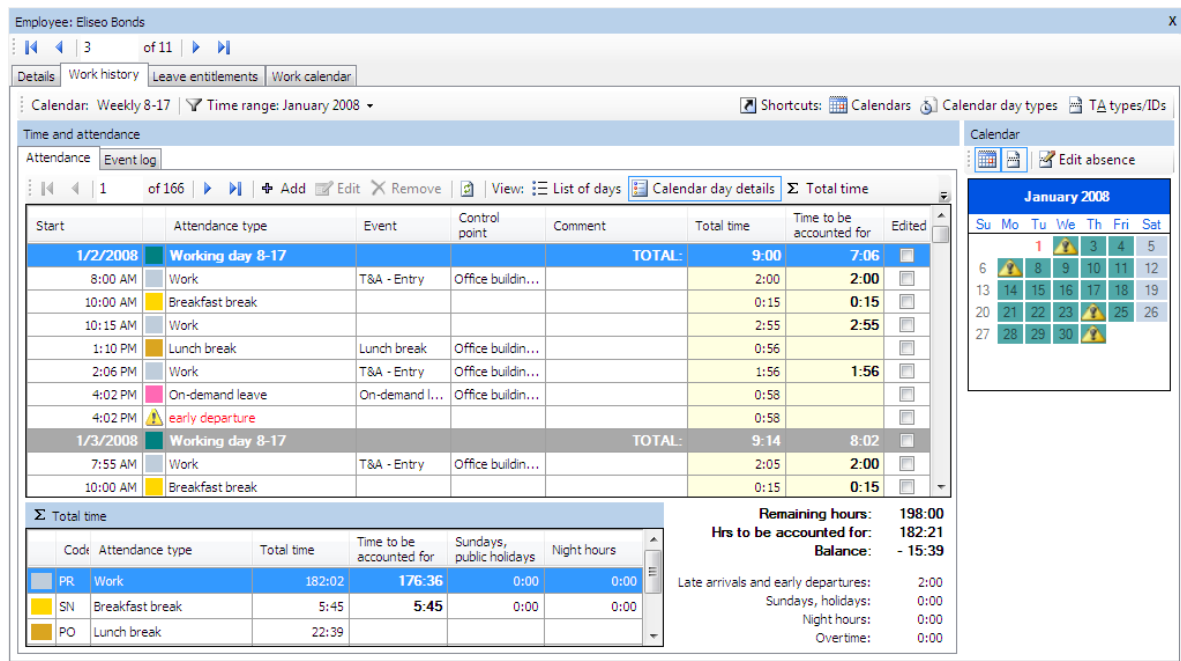 Employee: Eliseo Bonds X
3 of 11
Details Work history Leave entitlements Work calendar
Calendar: Weekly 8-17 Time range: January 2008 Shortcuts: Calendars Calendar day types TA types/IDs
Time and attendance
Attendance Event log
1 of 166 Add Edit Remove View: List of days Calendar day details Σ Total time
Start Attendance type Event Control point Comment Total time Time to be accounted for Edited
1/2/2008 Working day 8-17 TOTAL: 9:00 7:06
8:00 AM Work T&A - Entry Office buildin... 2:00 2:00
10:00 AM Breakfast break 0:15 0:15
10:15 AM Work 2:55 2:55
1:10 PM Lunch break Lunch break Office buildin... 0:56
2:06 PM Work T&A - Entry Office buildin... 1:56 1:56
4:02 PM On-demand leave On-demand l... Office buildin... 0:58
4:02 PM early departure 0:58
1/3/2008 Working day 8-17 TOTAL: 9:14 8:02
7:55 AM Work T&A - Entry Office buildin... 2:05 2:00
10:00 AM Breakfast break 0:15 0:15
Calendar
Edit absence
January 2008
Su Mo Tu We Th Fri Sat
1 3 4 5
6 8 9 10 11 12
13 14 15 16 17 18 19
20 21 22 23 25 26
27 28 29 30
Σ Total time
Code Attendance type Total time Time to be accounted for Sundays, public holidays Night hours
PR Work 182:02 176:36 0:00 0:00
SN Breakfast break 5:45 5:45 0:00 0:00
PO Lunch break 22:39
Remaining hours: 198:00
Hrs to be accounted for: 182:21
Balance: - 15:39
Late arrivals and early departures: 2:00
Sundays, holidays: 0:00
Night hours: 0:00
Overtime: 0:00